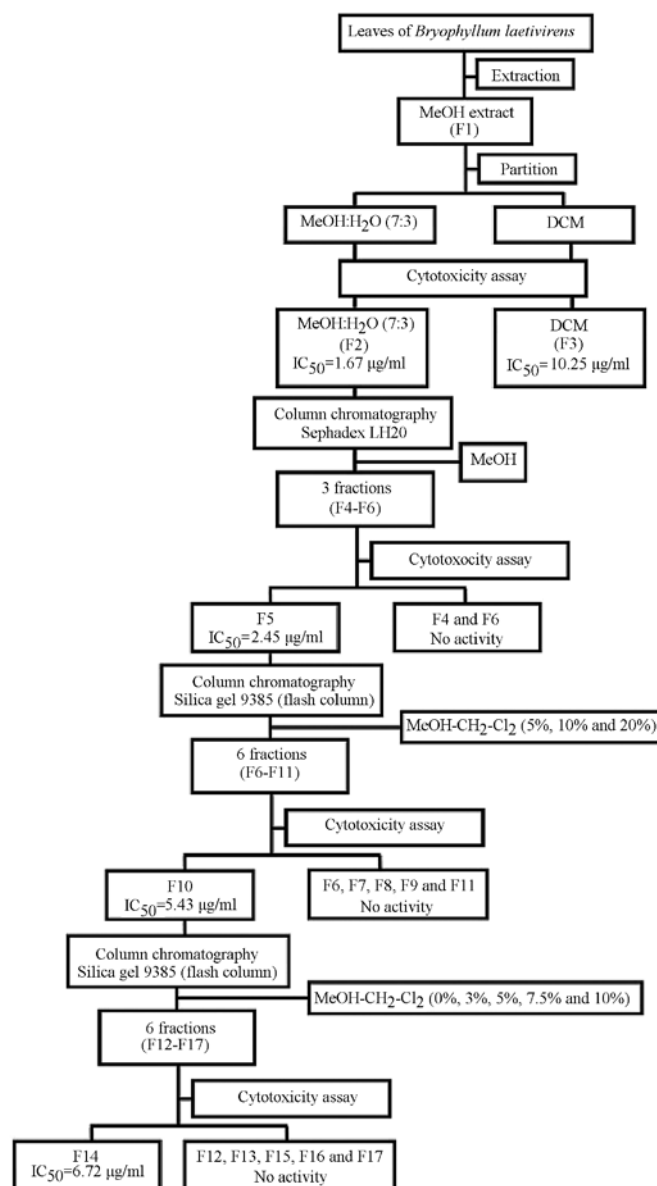 Leaves of Bryophyllum laetivirens
Extraction
MeOH extract
(F1)
Partition
MeOH:H2O (7:3)
DCM
Cytotoxicity assay
MeOH:H2O (7:3)
(F2)
IC50=1.67 µg/ml
DCM
(F3)
IC50=10.25 µg/ml
Column chromatography
Sephadex LH20
MeOH
3 fractions
(F4-F6)
Cytotoxocity assay
F5
IC50=2.45 µg/ml
F4 and F6
No activity
Column chromatography
Silica gel 9385 (flash column)
MeOH-CH2-Cl2 (5%, 10% and 20%)
6 fractions
(F6-F11)
Cytotoxicity assay
F10
IC50=5.43 µg/ml
F6, F7, F8, F9 and F11
No activity
Column chromatography
Silica gel 9385 (flash column)
MeOH-CH2-Cl2 (0%, 3%, 5%, 7.5% and 10%)
6 fractions
(F12-F17)
Cytotoxicity assay
F14
IC50=6.72 µg/ml
F12, F13, F15, F16 and F17
No activity